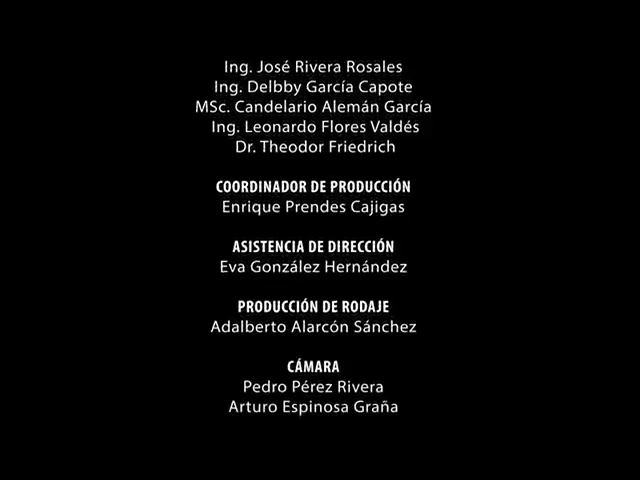 Ing. José Rivera Rosales
Ing. Delbby García Capote
MSc. Candelario Alemán García
Ing. Leonardo Flores Valdés
Dr. Theodor Friedrich
COORDINADOR DE PRODUCCIÓN
Enrique Prendes Cajigas
ASISTENCIA DE DIRECCIÓN
Eva González Hernández
PRODUCCIÓN DE RODAJE
Adalberto Alarcón Sánchez
CÁMARA
Pedro Pérez Rivera
Arturo Espinosa Graña